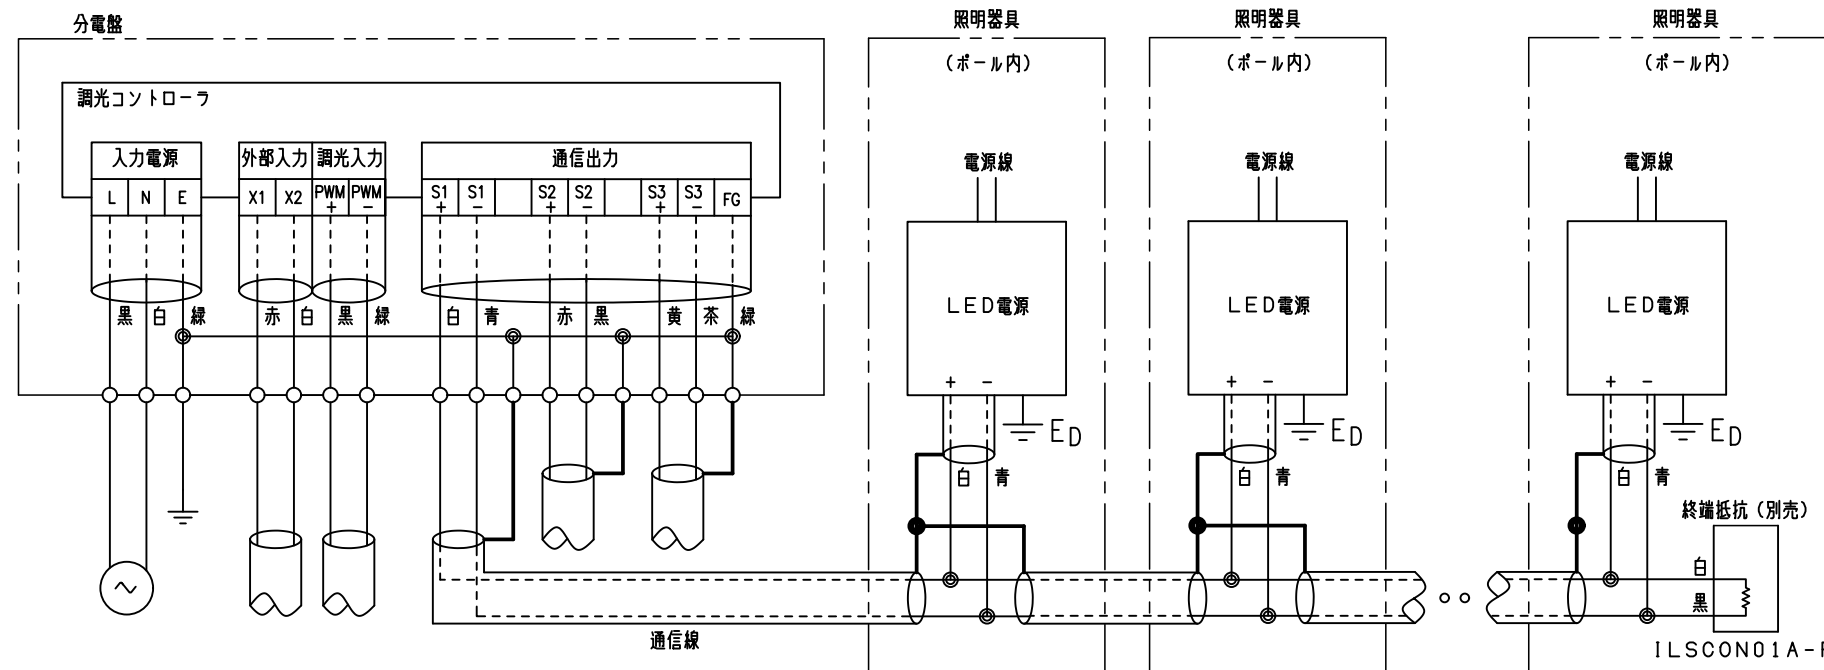 分電盤
調光コントローラ
入力電源
L N E
外部入力 調光入力
X1 X2 PWM+ PWM−
通信出力
S1+ S1− S2+ S2− S3+ S3− FG
黒 白 緑 赤 白 黒 緑 白 青 赤 黒 黄 茶 緑
通信線
照明器具
(ポール内)
電源線
LED電源
+ −
ED
白 青
照明器具
(ポール内)
電源線
LED電源
+ −
ED
白 青
照明器具
(ポール内)
電源線
LED電源
+ −
ED
白 青
終端抵抗(別売)
白
黒
ILSCON01A-